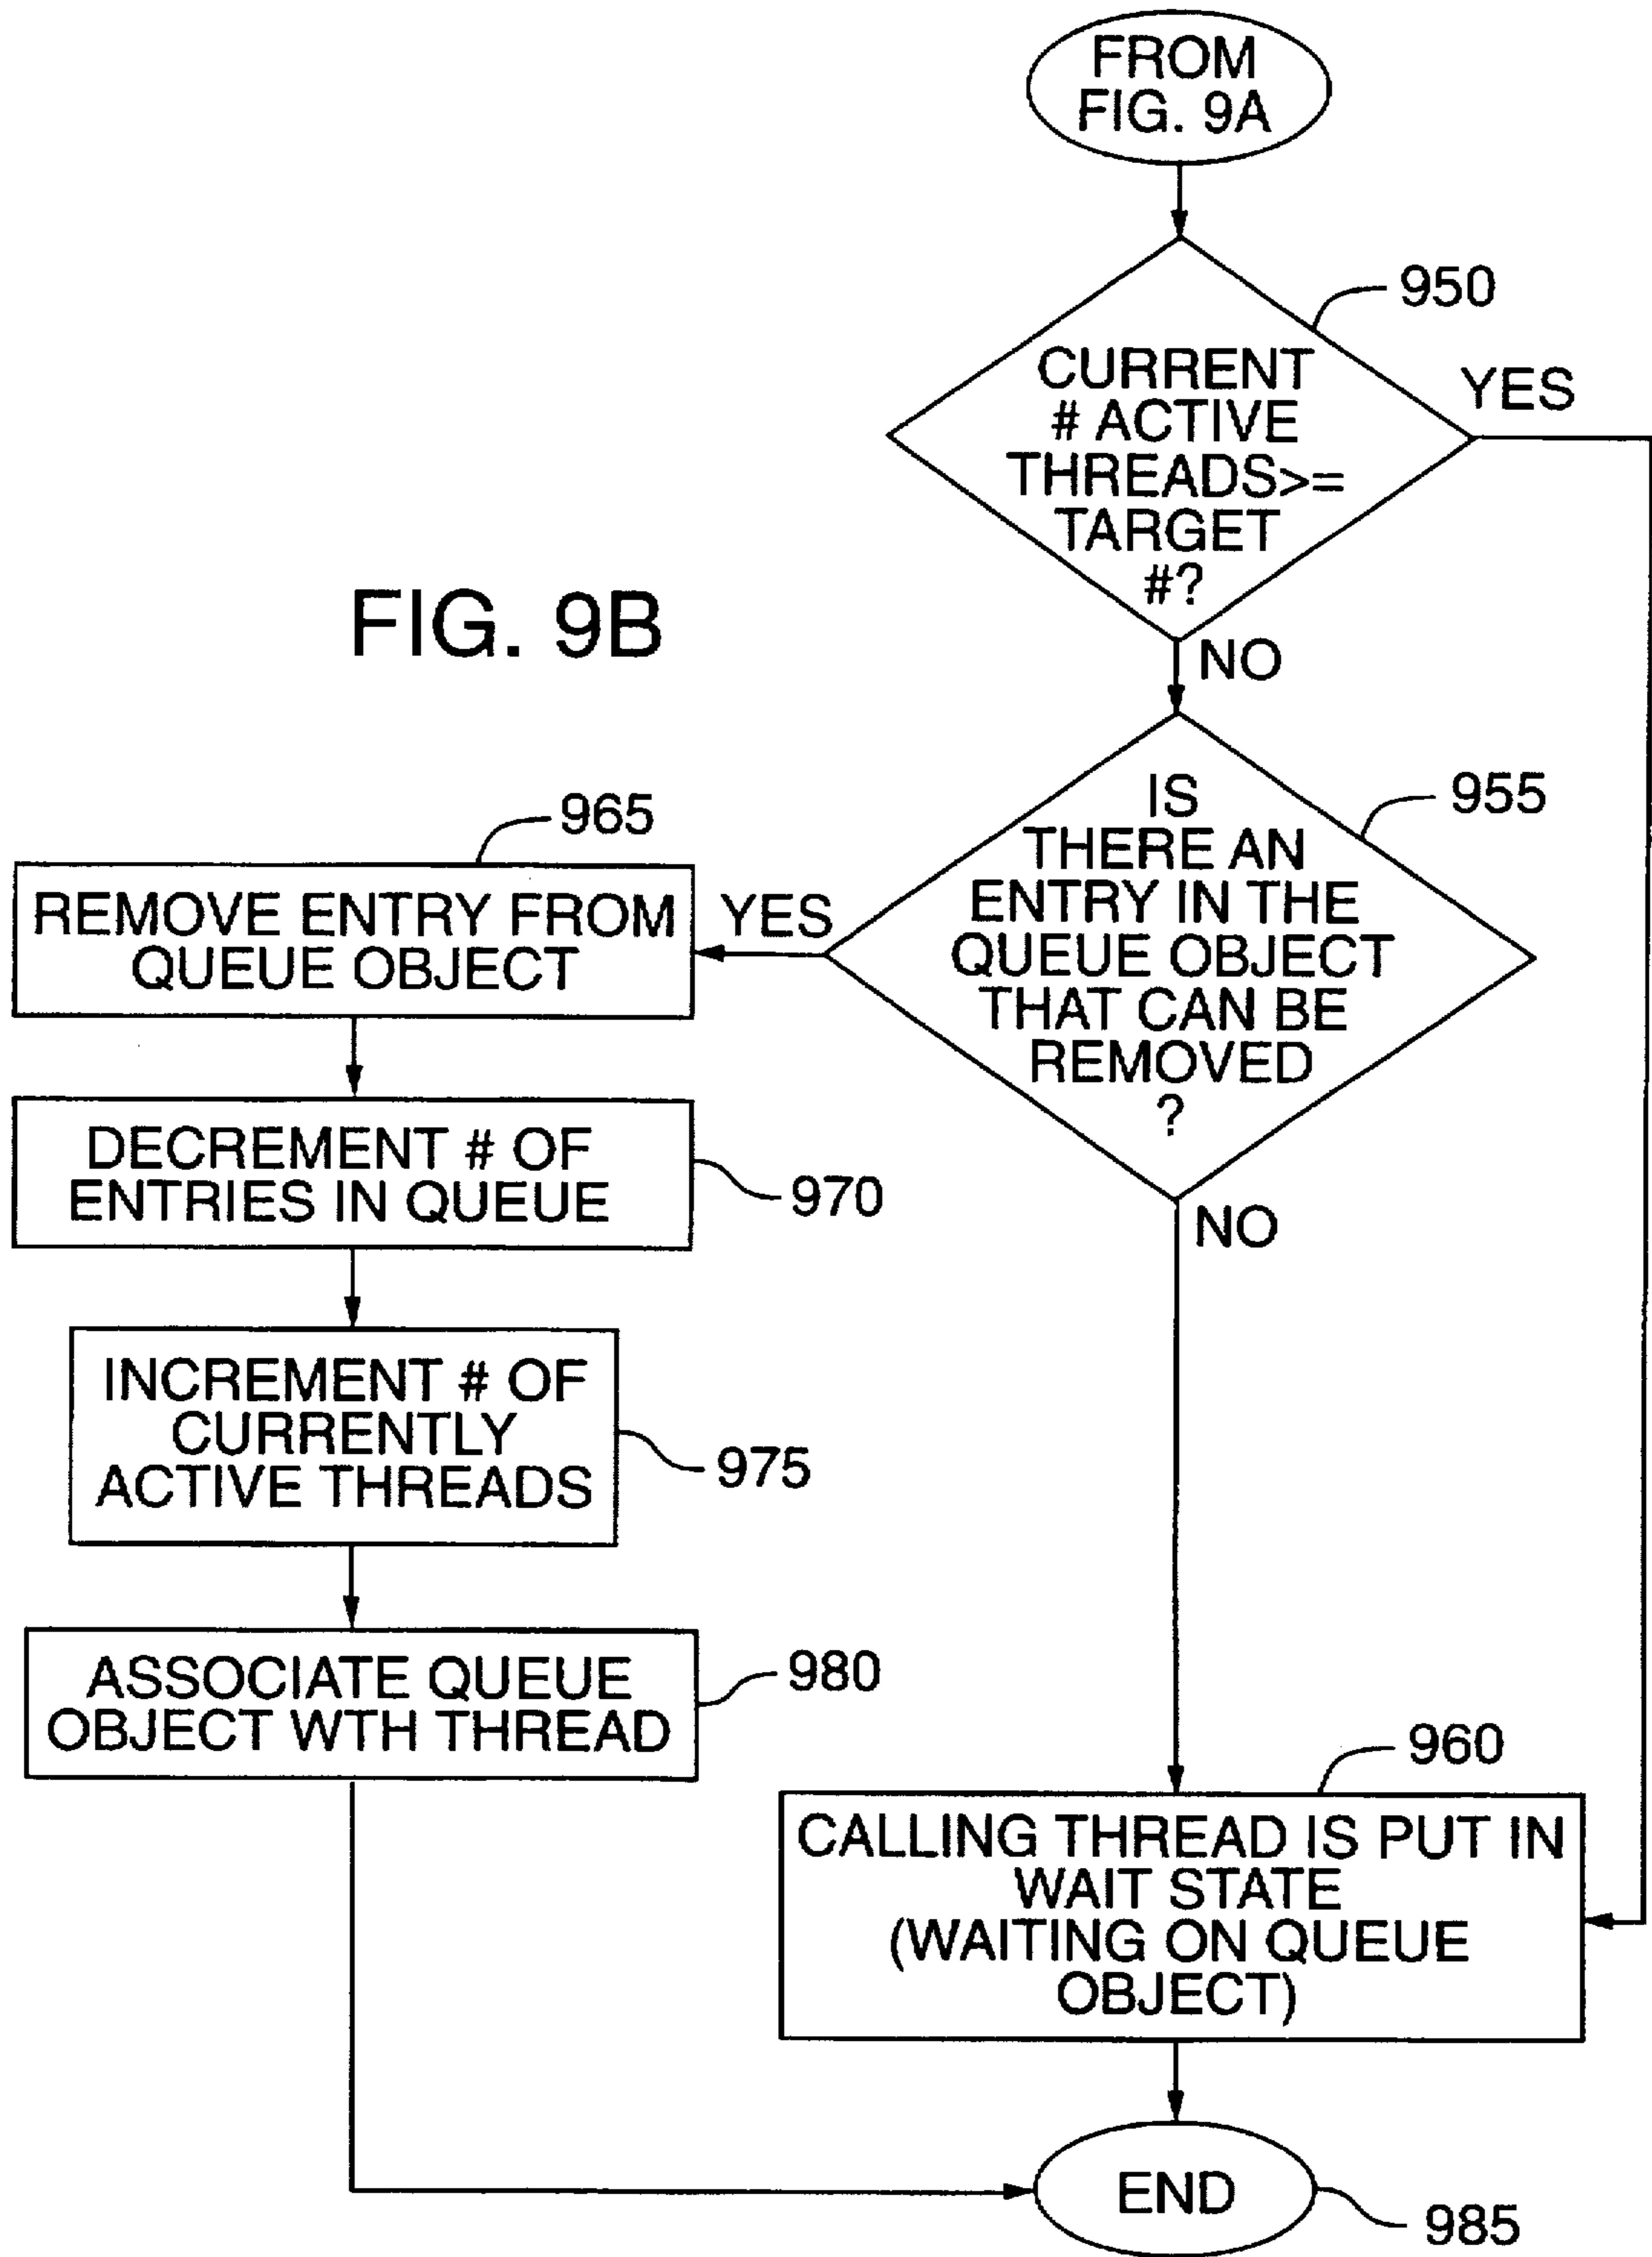 FROM
FIG. 9A
950
CURRENT
# ACTIVE
THREADS>=
TARGET
#?
YES
FIG. 9B
NO
955
IS
THERE AN
ENTRY IN THE
QUEUE OBJECT
THAT CAN BE
REMOVED
?
YES
965
REMOVE ENTRY FROM
QUEUE OBJECT
DECREMENT # OF
ENTRIES IN QUEUE
970
NO
INCREMENT # OF
CURRENTLY
ACTIVE THREADS
975
ASSOCIATE QUEUE
OBJECT WTH THREAD
980
960
CALLING THREAD IS PUT IN
WAIT STATE
(WAITING ON QUEUE
OBJECT)
END
985